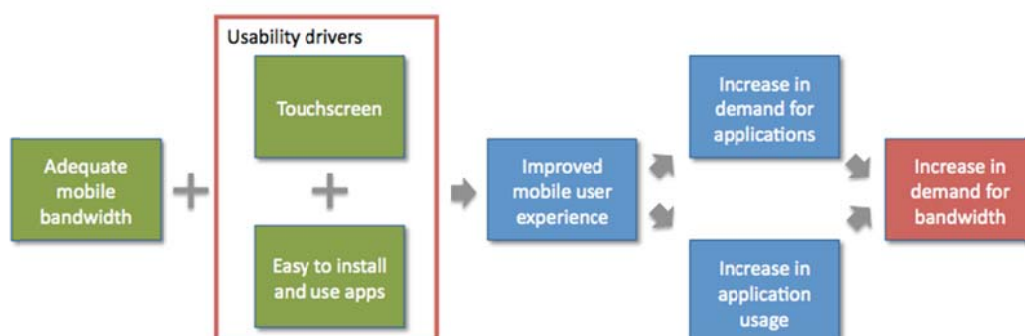 Usability drivers
Touchscreen
Adequate
mobile
bandwidth
Easy to install
and use apps
Improved
mobile user
experience
Increase in
demand for
applications
Increase in
application
usage
Increase in
demand for
bandwidth